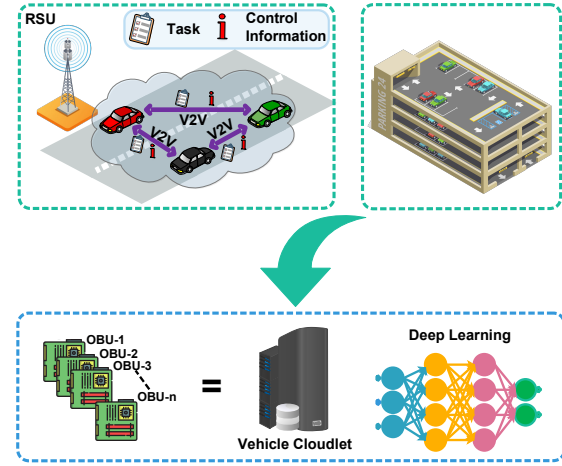 RSU
Task
i
Control
Information
i
V2V
V2V
V2V
i
i
PARKING 24
OBU-1
OBU-2
OBU-3
OBU-n
=
Vehicle Cloudlet
Deep Learning